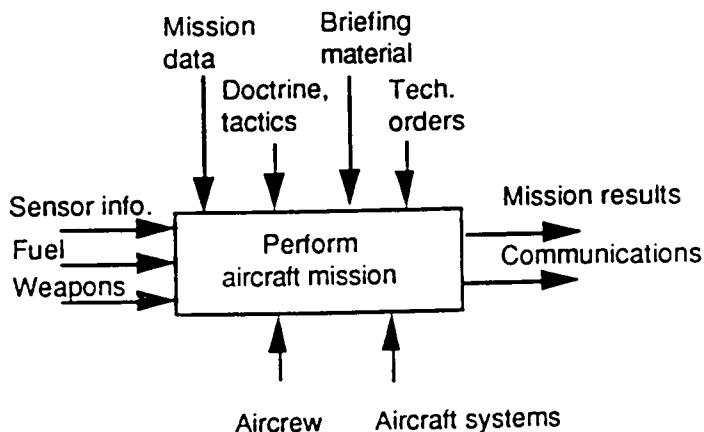 Mission
data
Briefing
material
Doctrine,
tactics
Tech.
orders
Sensor info.
Fuel
Weapons
Perform
aircraft mission
Mission results
Communications
Aircrew
Aircraft systems